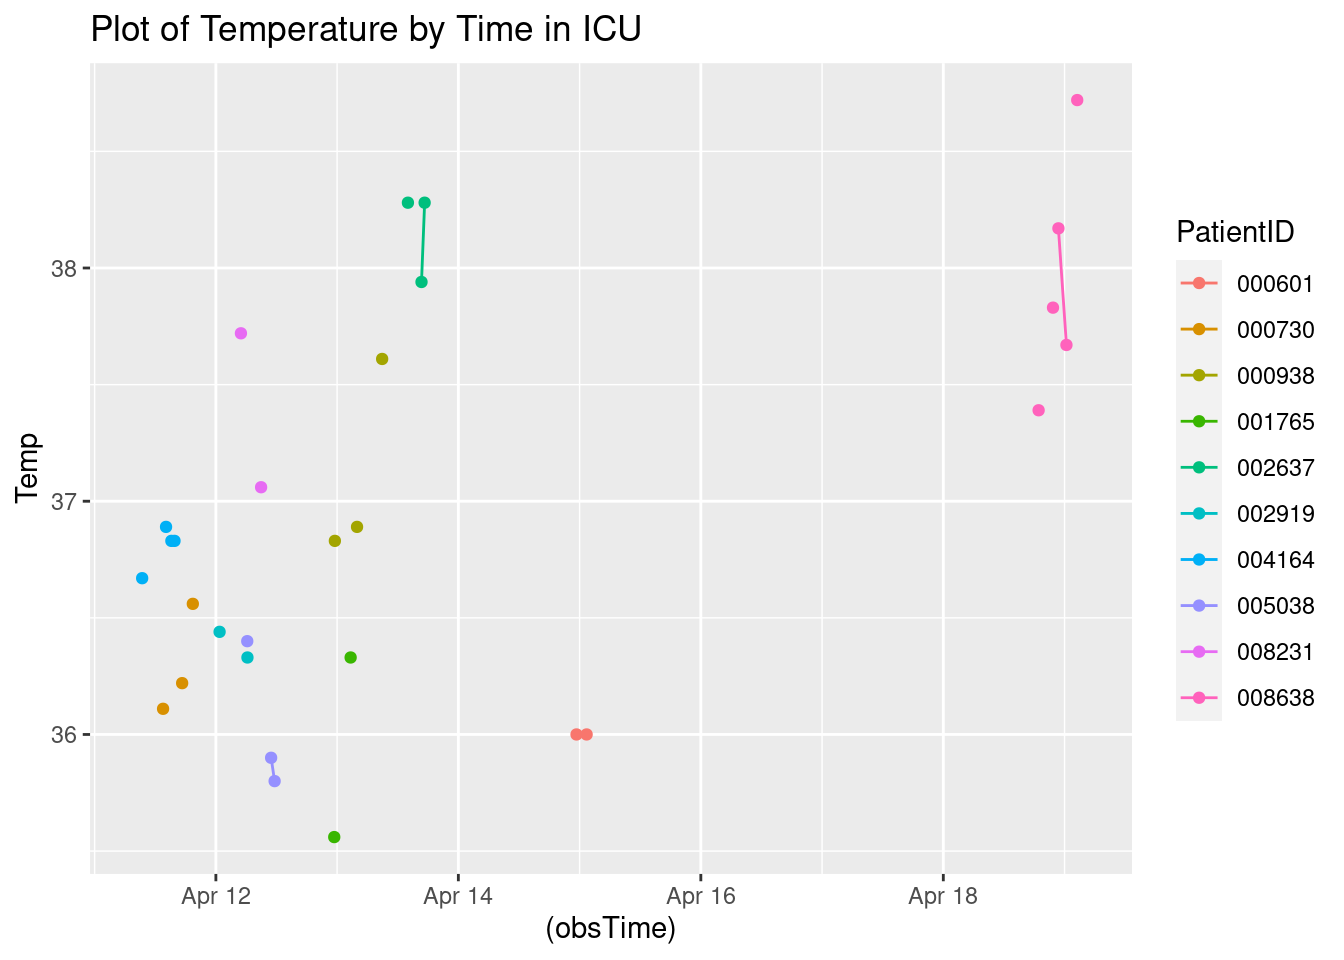 Plot of Temperature by Time in ICU
Temp
38
37
36
Apr 12
Apr 14
Apr 16
Apr 18
(obsTime)
PatientID
000601
000730
000938
001765
002637
002919
004164
005038
008231
008638